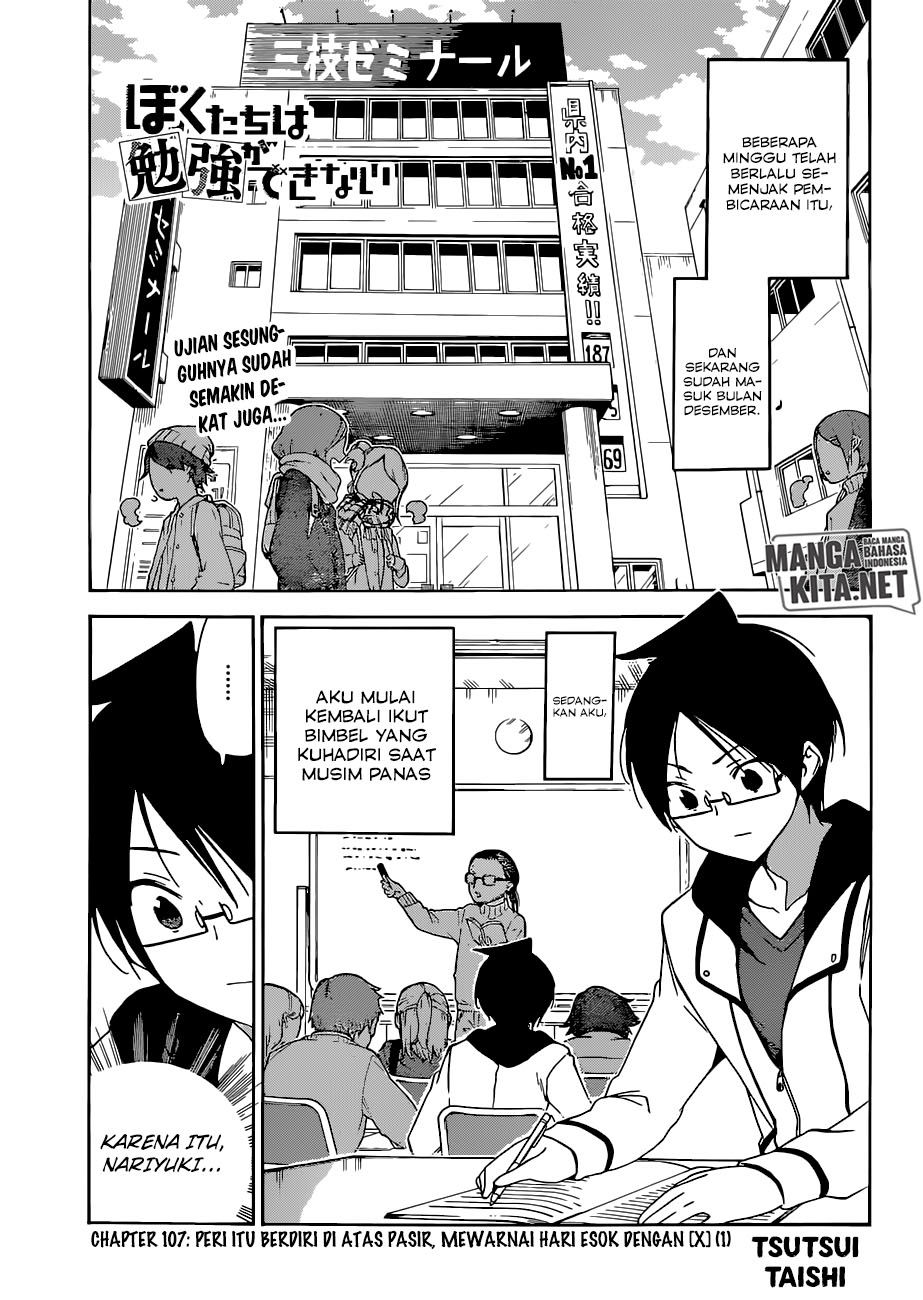 三枝ゼミナール
ぼくたちは
勉強が
できない
県内
No1
合格実績!!
187
69
BEBERAPA
MINGGU TELAH
BERLALU SE-
MENJAK PEM-
BICARAAN ITU,
UJIAN SESUNG-
GUHNYA SUDAH
SEMAKIN DE-
KAT JUGA...
DAN
SEKARANG
SUDAH MA-
SUK BULAN
DESEMBER.
MANGA
-KITA.NET
BACA MANGA
BAHASA
INDONESIA
........
AKU MULAI
KEMBALI IKUT
BIMBEL YANG
KUHADIRI SAAT
MUSIM PANAS
SEDANG-
KAN AKU,
KARENA ITU,
NARIYUKI...
CHAPTER 107: PERI ITU BERDIRI DI ATAS PASIR, MEWARNAI HARI ESOK DENGAN [X] (1)
TSUTSUI
TAISHI